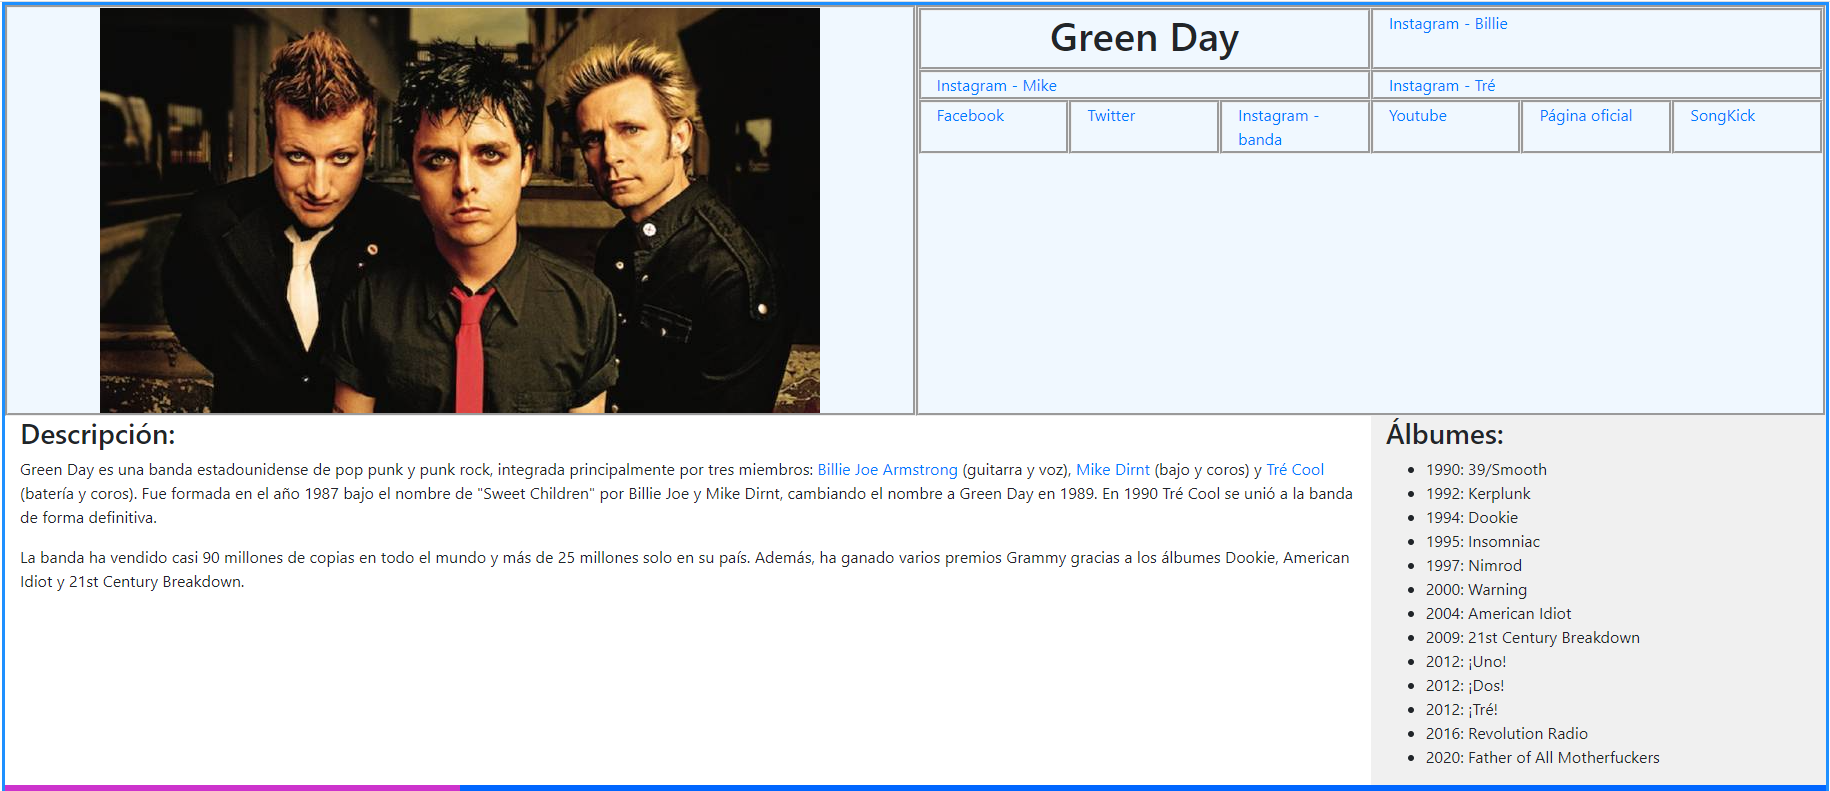 Green Day
Instagram - Billie
Instagram - Mike
Instagram - Tré
Facebook
Twitter
Instagram -
banda
Youtube
Página oficial
SongKick
Descripción:
Green Day es una banda estadounidense de pop punk y punk rock, integrada principalmente por tres miembros: Billie Joe Armstrong (guitarra y voz), Mike Dirnt (bajo y coros) y Tré Cool
(batería y coros). Fue formada en el año 1987 bajo el nombre de "Sweet Children" por Billie Joe y Mike Dirnt, cambiando el nombre a Green Day en 1989. En 1990 Tré Cool se unió a la banda
de forma definitiva.
La banda ha vendido casi 90 millones de copias en todo el mundo y más de 25 millones solo en su país. Además, ha ganado varios premios Grammy gracias a los álbumes Dookie, American
Idiot y 21st Century Breakdown.
Álbumes:
1990: 39/Smooth
1992: Kerplunk
1994: Dookie
1995: Insomniac
1997: Nimrod
2000: Warning
2004: American Idiot
2009: 21st Century Breakdown
2012: ¡Uno!
2012: ¡Dos!
2012: ¡Tré!
2016: Revolution Radio
2020: Father of All Motherfuckers